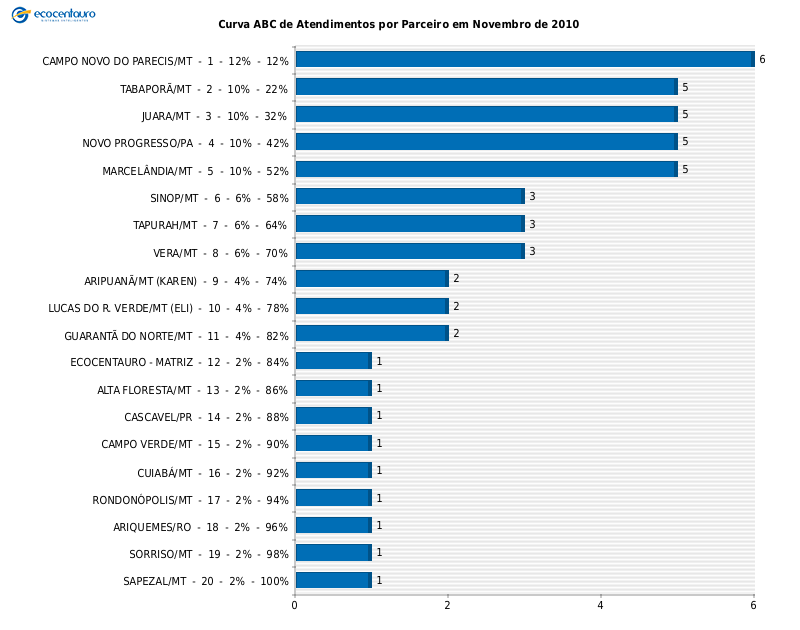 ecocentauro
Curva ABC de Atendimentos por Parceiro em Novembro de 2010
CAMPO NOVO DO PARECIS/MT - 1 - 12% - 12% 6
TABAPORÃ/MT - 2 - 10% - 22% 5
JUARA/MT - 3 - 10% - 32% 5
NOVO PROGRESSO/PA - 4 - 10% - 42% 5
MARCELÂNDIA/MT - 5 - 10% - 52% 5
SINOP/MT - 6 - 6% - 58% 3
TAPURAH/MT - 7 - 6% - 64% 3
VERA/MT - 8 - 6% - 70% 3
ARIPUANÃ/MT (KAREN) - 9 - 4% - 74% 2
LUCAS DO R. VERDE/MT (ELI) - 10 - 4% - 78% 2
GUARANTÃ DO NORTE/MT - 11 - 4% - 82% 2
ECOCENTAURO - MATRIZ - 12 - 2% - 84% 1
ALTA FLORESTA/MT - 13 - 2% - 86% 1
CASCAVEL/PR - 14 - 2% - 88% 1
CAMPO VERDE/MT - 15 - 2% - 90% 1
CUIABÁ/MT - 16 - 2% - 92% 1
RONDONÓPOLIS/MT - 17 - 2% - 94% 1
ARIQUEMES/RO - 18 - 2% - 96% 1
SORRISO/MT - 19 - 2% - 98% 1
SAPEZAL/MT - 20 - 2% - 100% 1
0 2 4 6